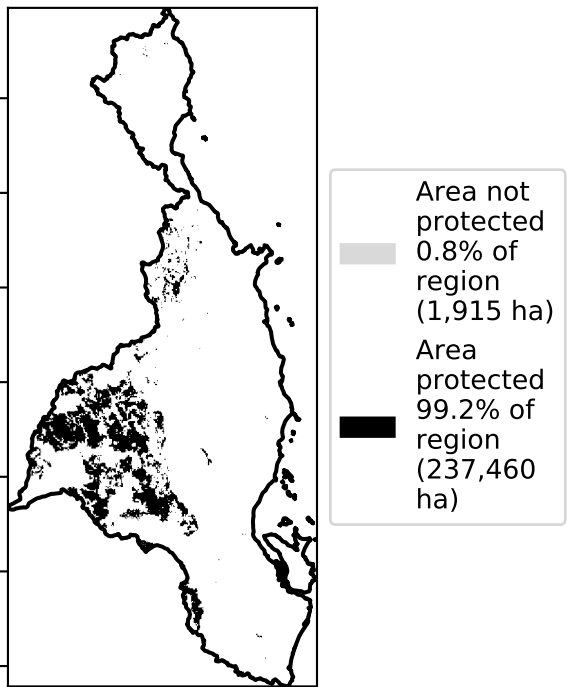 Area not
protected
0.8% of
region
(1,915 ha)
Area
protected
99.2% of
region
(237,460
ha)